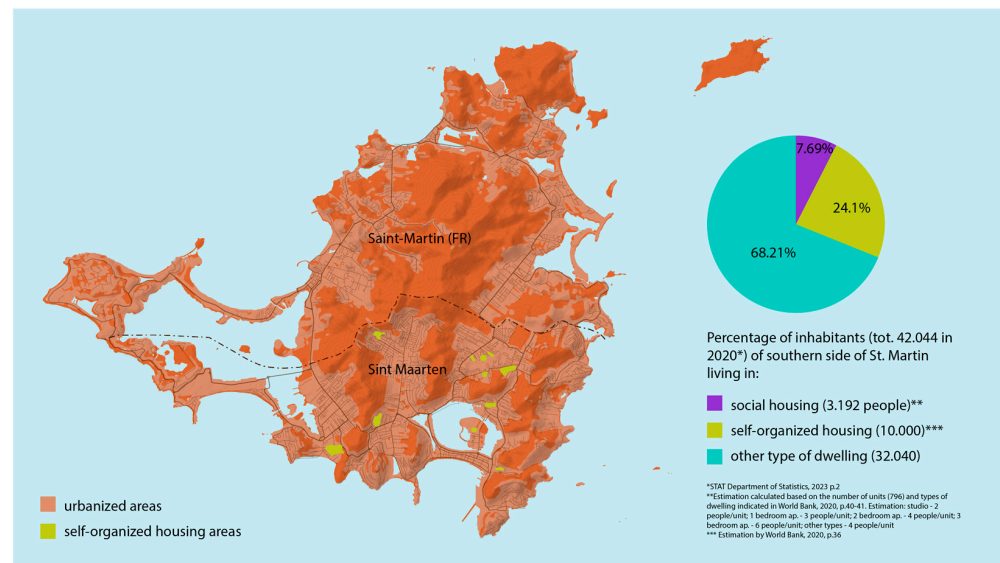 Saint-Martin (FR)
Sint Maarten
urbanized areas
self-organized housing areas
7.69%
24.1%
68.21%
Percentage of inhabitants (tot. 42.044 in
2020*) of southern side of St. Martin
living in:
social housing (3.192 people)**
self-organized housing (10.000)***
other type of dwelling (32.040)
*STAT Department of Statistics, 2023 p.2
**Estimation calculated based on the number of units (796) and types of
dwelling indicated in World Bank, 2020, p.40-41. Estimation: studio - 2
people/unit; 1 bedroom ap. - 3 people/unit; 2 bedroom ap. - 4 people/unit; 3
bedroom ap. - 6 people/unit; other types - 4 people/unit
*** Estimation by World Bank, 2020, p.36